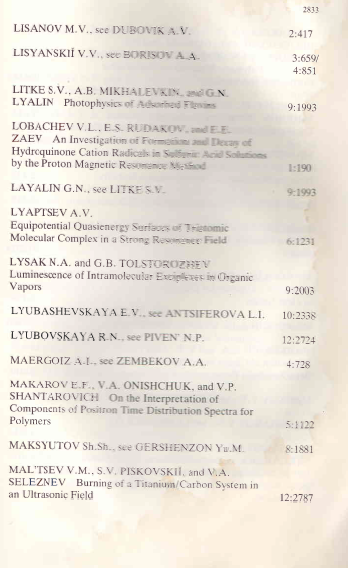 2833
LISANOV M.V., see DUBOVIK A.V. 2:417
LISYANSKIĬ V.V., see BORISOV A.A. 3:659/
4:851
LITKE S.V., A.B. MIKHALEVKIN, and G.N.
LYALIN Photophysics of Adsorbed Fluvins 9:1993
LOBACHEV V.L., E.S. RUDAKOV, and E.E.
ZAEV An Investigation of Formation and Decay of
Hydroquinone Cation Radicals in Sulfuric Acid Solutions
by the Proton Magnetic Resonance Method 1:190
LAYALIN G.N., see LITKE S.V. 9:1993
LYAPTSEV A.V.
Equipotential Quasienergy Surfaces of Triatomic
Molecular Complex in a Strong Resonance Field 6:1231
LYSAK N.A. and G.B. TOLSTOROZHEV
Luminescence of Intramolecular Exciplexes in Organic
Vapors 9:2003
LYUBASHEVSKAYA E.V., see ANTSIFEROVA L.I. 10:2338
LYUBOVSKAYA R.N., see PIVEN' N.P. 12:2724
MAERGOIZ A.I., see ZEMBEKOV A.A. 4:728
MAKAROV E.F., V.A. ONISHCHUK, and V.P.
SHANTAROVICH On the Interpretation of
Components of Positron Time Distribution Spectra for
Polymers 5:1122
MAKSYUTOV Sh.Sh., see GERSHENZON Yu.M. 8:1881
MAL'TSEV V.M., S.V. PISKOVSKIĬ, and V.A.
SELEZNEV Burning of a Titanium/Carbon System in
an Ultrasonic Field 12:2787